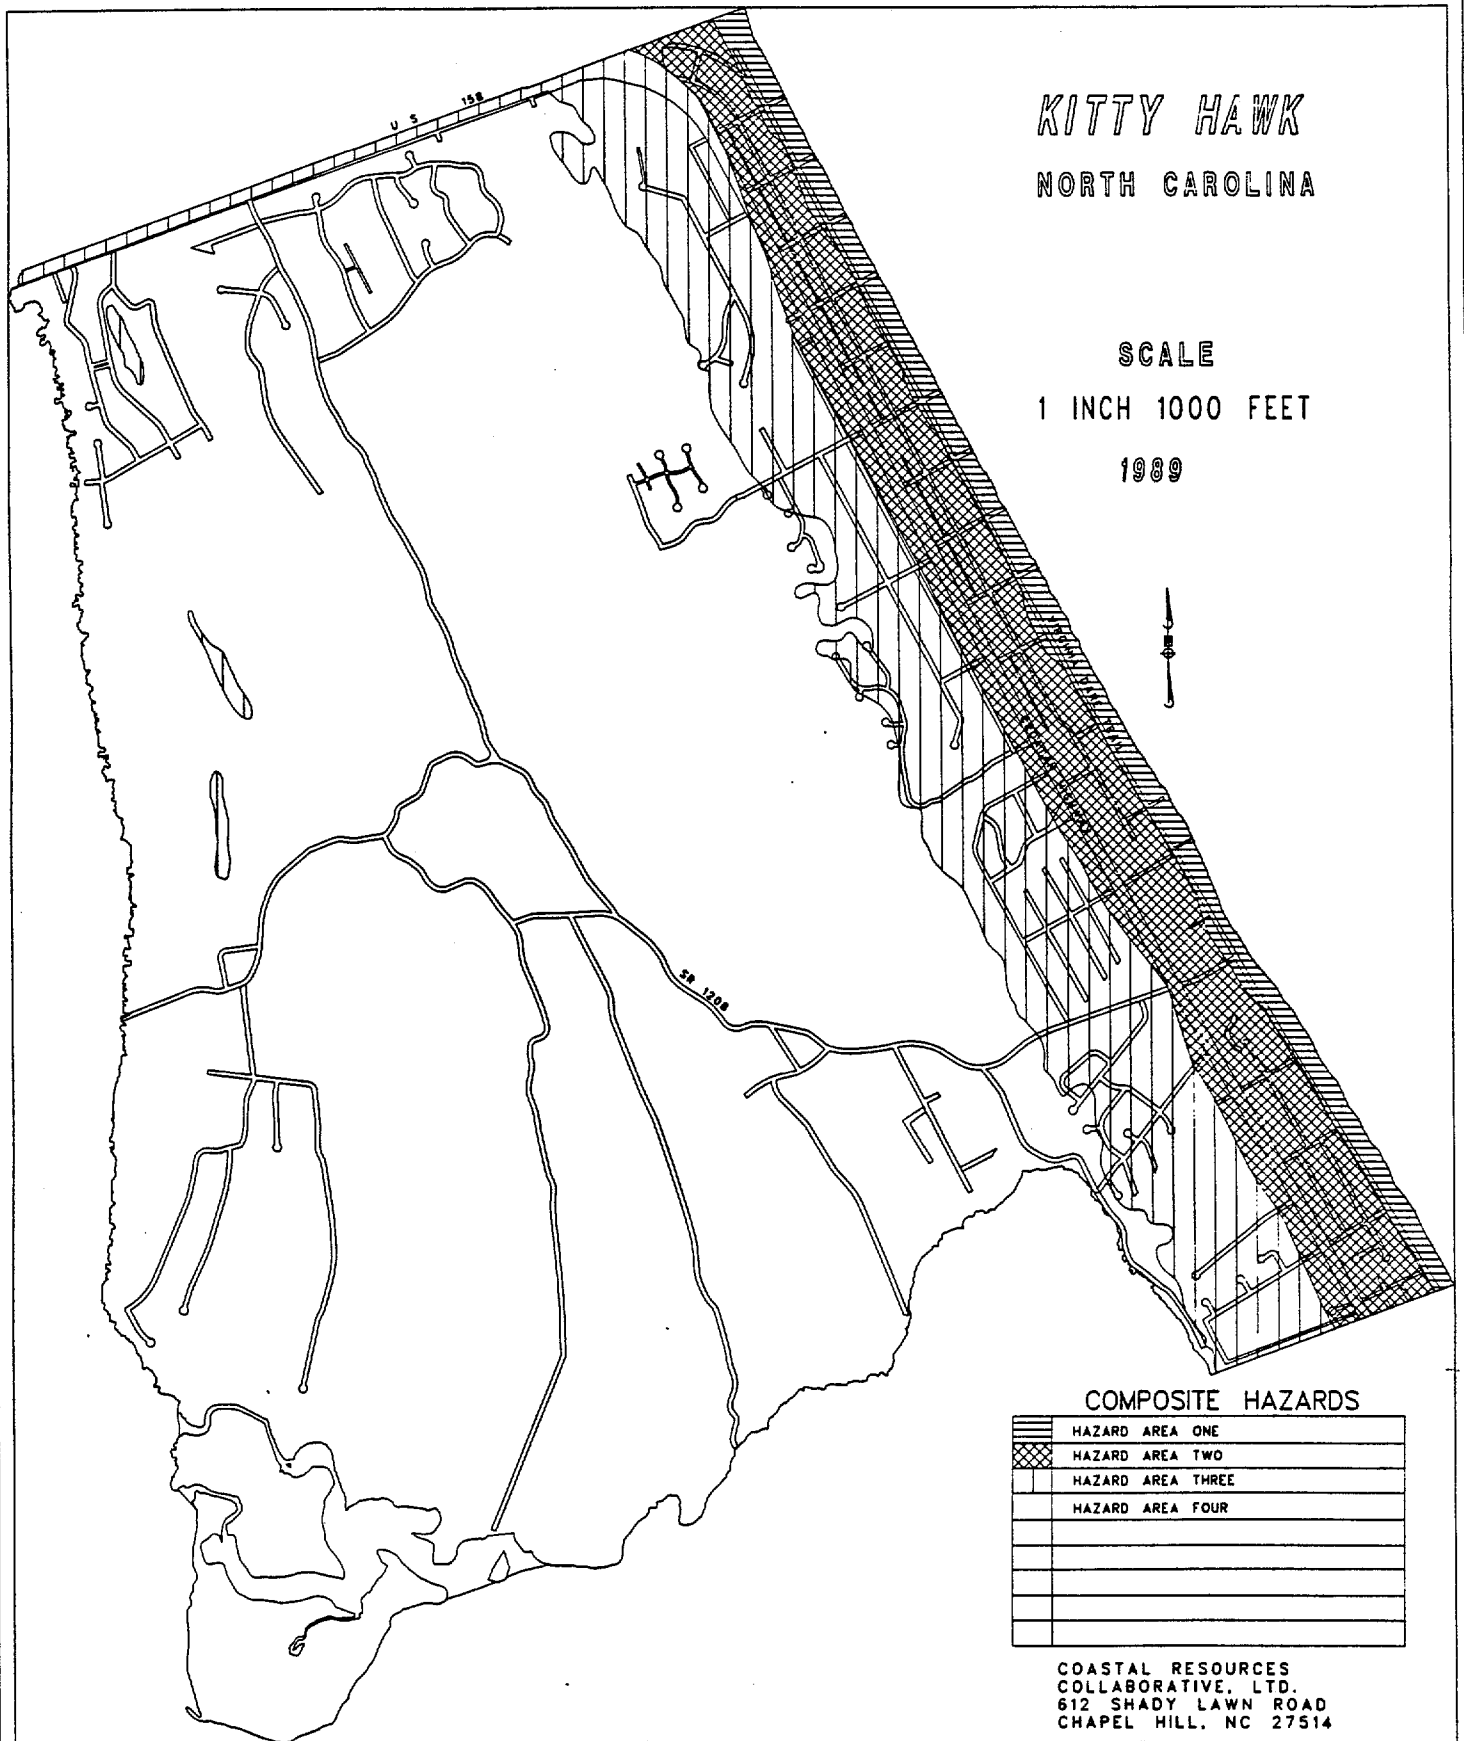 KITTY HAWK
NORTH CAROLINA
SCALE
1 INCH 1000 FEET
1989
U S 158
SR 1208
COMPOSITE HAZARDS
HAZARD AREA ONE
HAZARD AREA TWO
HAZARD AREA THREE
HAZARD AREA FOUR
COASTAL RESOURCES
COLLABORATIVE, LTD.
612 SHADY LAWN ROAD
CHAPEL HILL, NC 27514